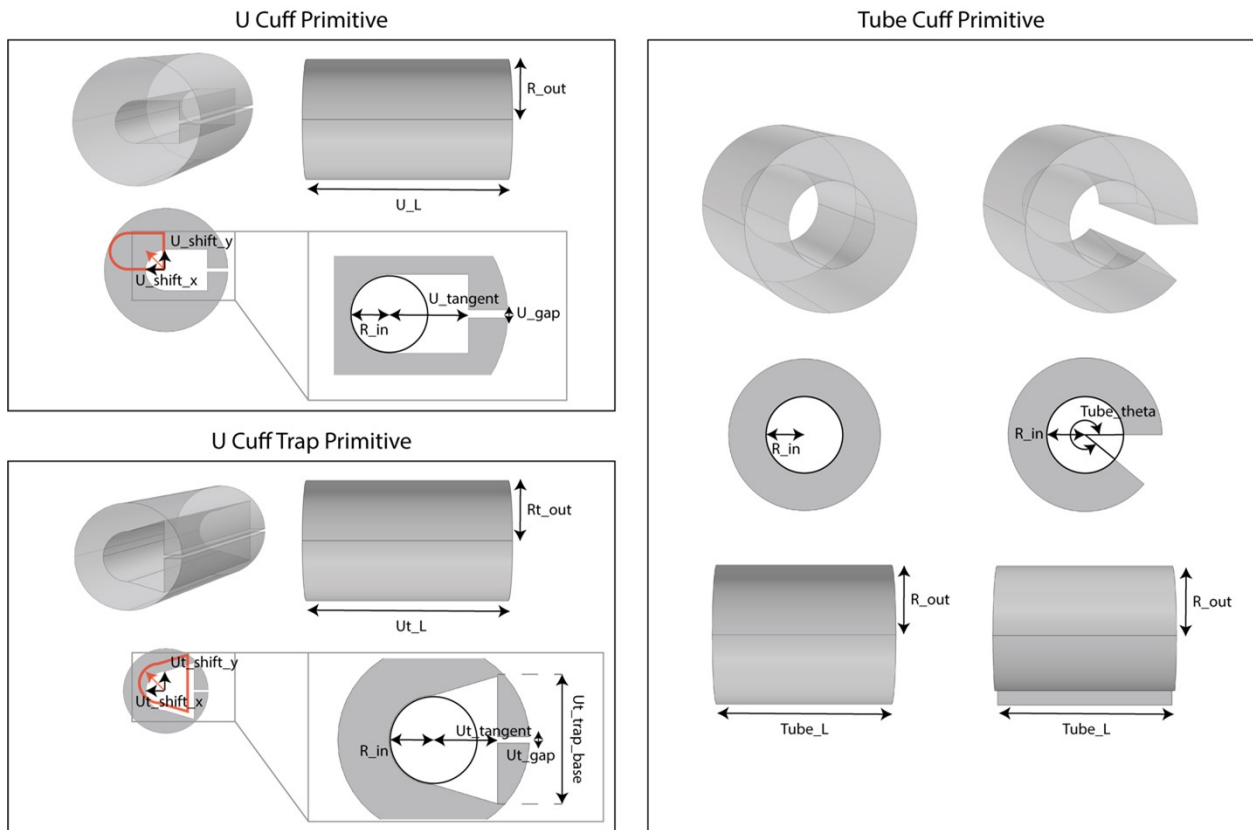 U Cuff Primitive
R_out
U_L
U_shift_y
U_shift_x
U_tangent
U_gap
R_in
U Cuff Trap Primitive
Rt_out
Ut_L
Ut_shift_y
Ut_shift_x
R_in
Ut_tangent
Ut_gap
Ut_trap_base
Tube Cuff Primitive
R_in
Tube_theta
R_in
R_out
Tube_L
R_out
Tube_L